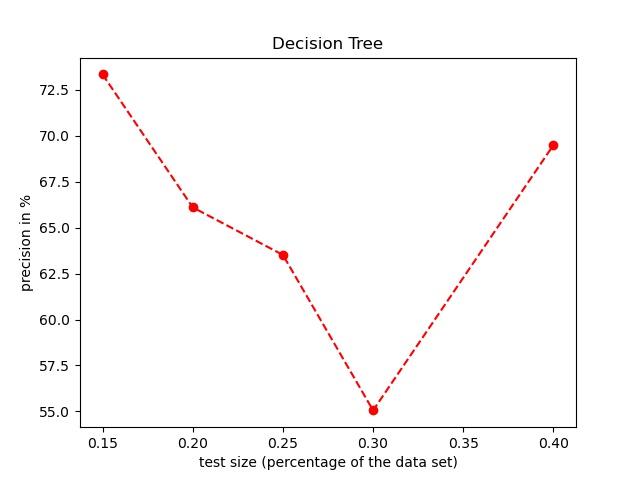 Decision Tree
precision in %
72.5
70.0
67.5
65.0
62.5
60.0
57.5
55.0
0.15 0.20 0.25 0.30 0.35 0.40
test size (percentage of the data set)